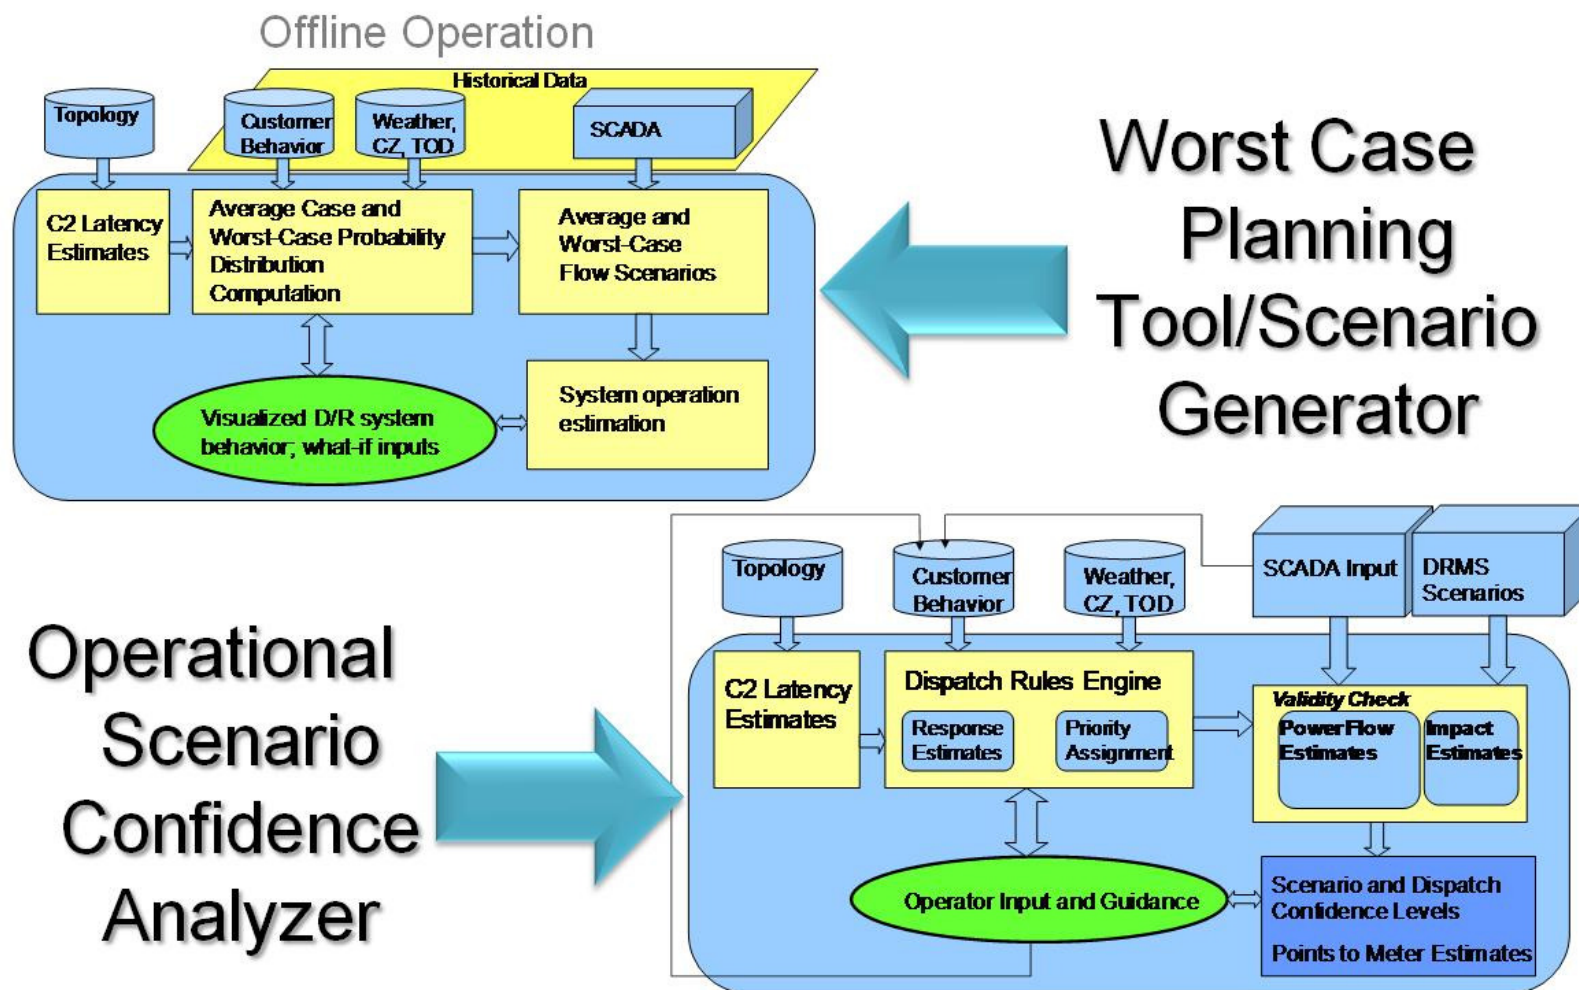 Offline Operation
Historical Data
Topology
Customer
Behavior
Weather,
CZ, TOD
SCADA
C2 Latency
Estimates
Average Case and
Worst-Case Probability
Distribution
Computation
Average and
Worst-Case
Flow Scenarios
Visualized D/R system
behavior; what-if inputs
System operation
estimation
Worst Case
Planning
Tool/Scenario
Generator
Operational
Scenario
Confidence
Analyzer
Topology
Customer
Behavior
Weather,
CZ, TOD
SCADA Input
DRMS
Scenarios
C2 Latency
Estimates
Dispatch Rules Engine
Response
Estimates
Priority
Assignment
Validity Check
PowerFlow
Estimates
Impact
Estimates
Operator Input and Guidance
Scenario and Dispatch
Confidence Levels
Points to Meter Estimates